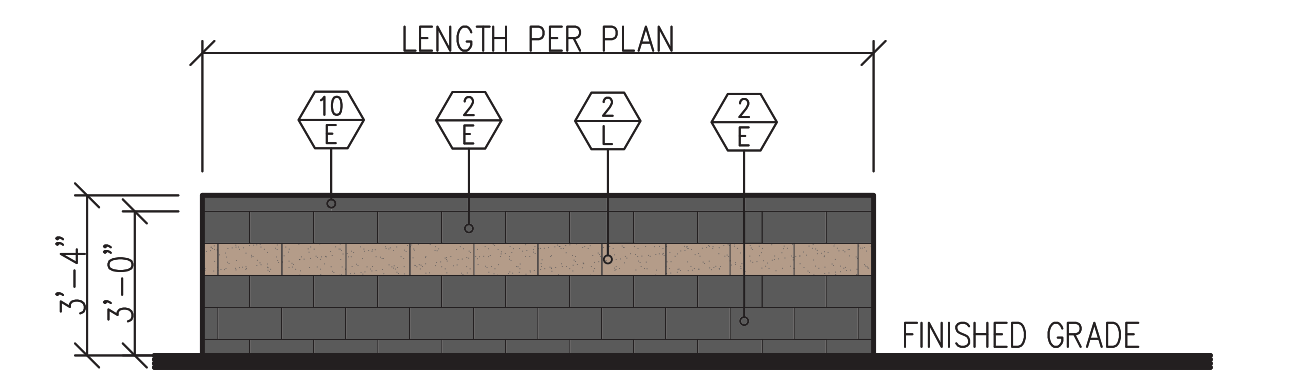 LENGTH PER PLAN
10
E
2
E
2
L
2
E
3'-4"
3'-0"
FINISHED GRADE